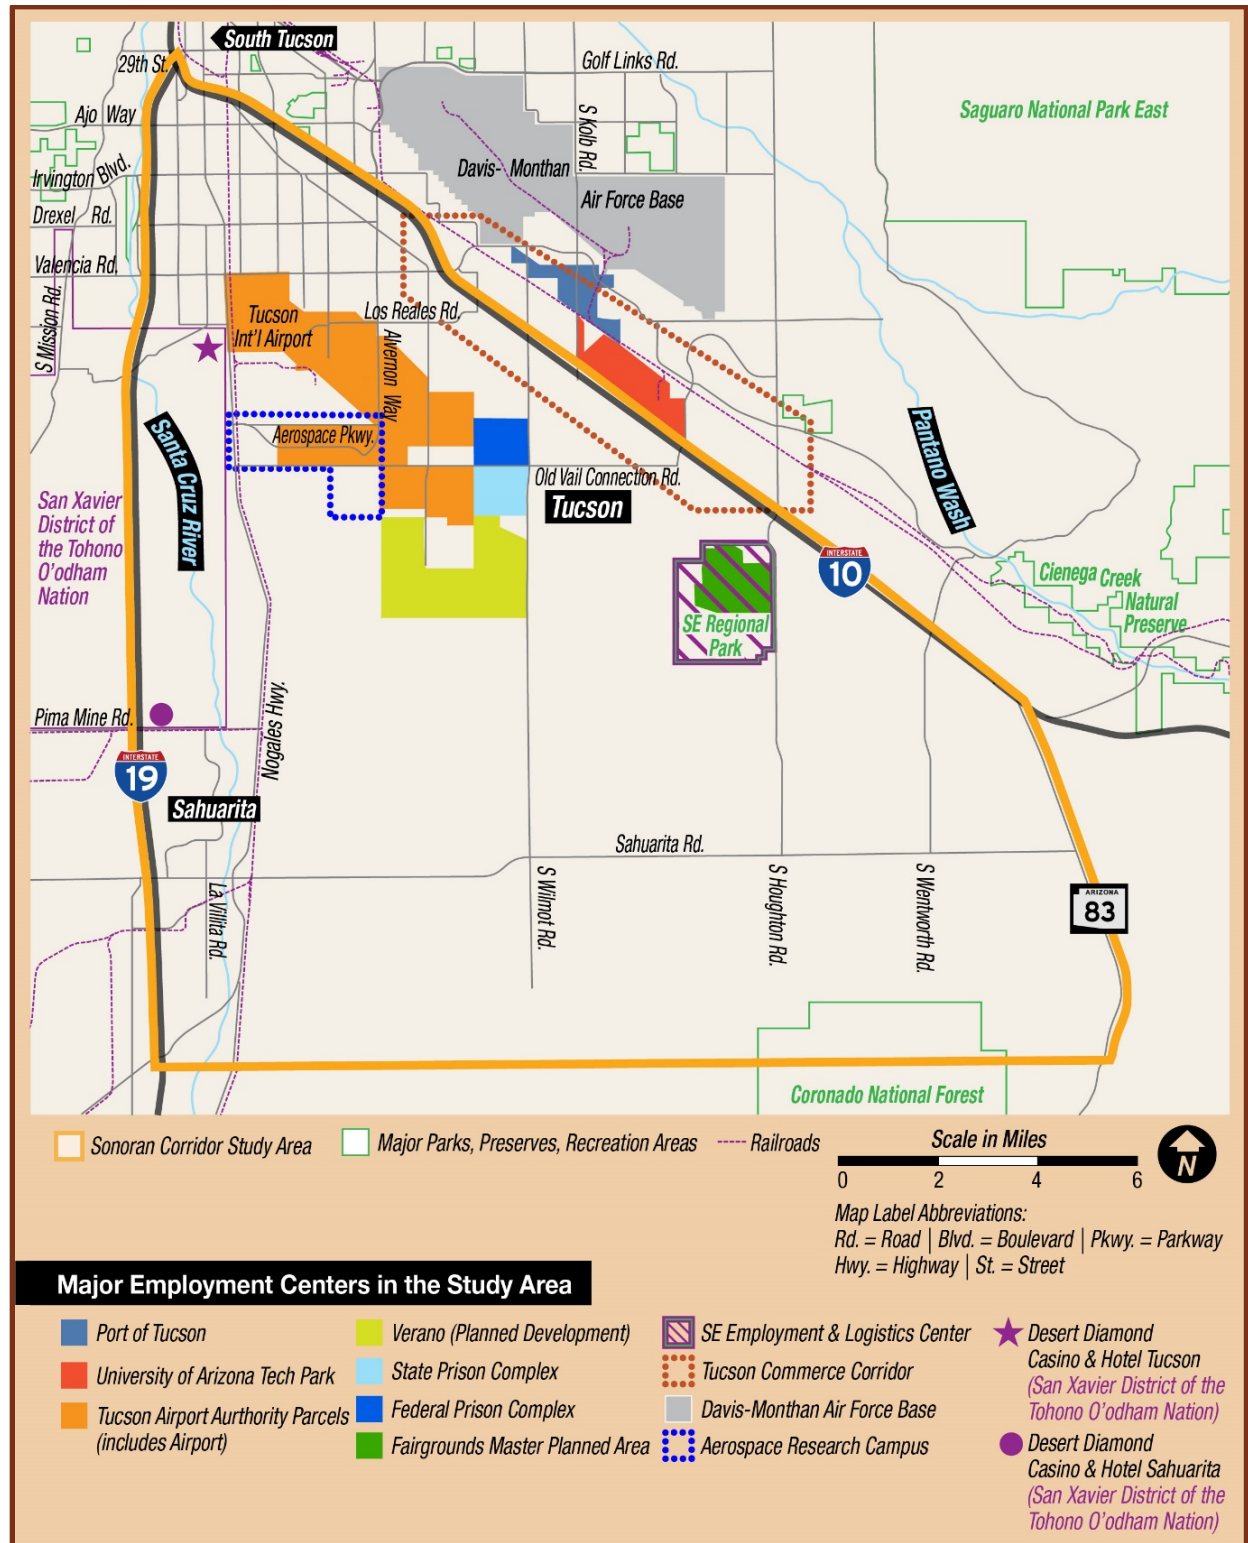 South Tucson
29th St.
Golf Links Rd.
Ajo Way
S Kolb Rd.
Saguaro National Park East
Irvington Blvd.
Davis- Monthan
Air Force Base
Drexel Rd.
Valencia Rd.
S Mission Rd.
Tucson
Int'l Airport
Los Reales Rd.
Alvernon Way
Aerospace Pkwy.
Santa Cruz River
Pantano Wash
Old Vail Connection Rd.
Tucson
San Xavier
District of
the Tohono
O'odham
Nation
INTERSTATE
10
Cienega Creek
Natural
Preserve
SE Regional
Park
Pima Mine Rd.
Nogales Hwy.
INTERSTATE
19
Sahuarita
Sahuarita Rd.
La Villita Rd.
S Wilmot Rd.
S Houghton Rd.
S Wentworth Rd.
ARIZONA
83
Coronado National Forest
Sonoran Corridor Study Area
Major Parks, Preserves, Recreation Areas
Railroads
Scale in Miles
0 2 4 6
N
Map Label Abbreviations:
Rd. = Road | Blvd. = Boulevard | Pkwy. = Parkway
Hwy. = Highway | St. = Street
Major Employment Centers in the Study Area
Port of Tucson
University of Arizona Tech Park
Tucson Airport Aurthority Parcels
(includes Airport)
Verano (Planned Development)
State Prison Complex
Federal Prison Complex
Fairgrounds Master Planned Area
SE Employment & Logistics Center
Tucson Commerce Corridor
Davis-Monthan Air Force Base
Aerospace Research Campus
Desert Diamond
Casino & Hotel Tucson
(San Xavier District of the
Tohono O'odham Nation)
Desert Diamond
Casino & Hotel Sahuarita
(San Xavier District of the
Tohono O'odham Nation)